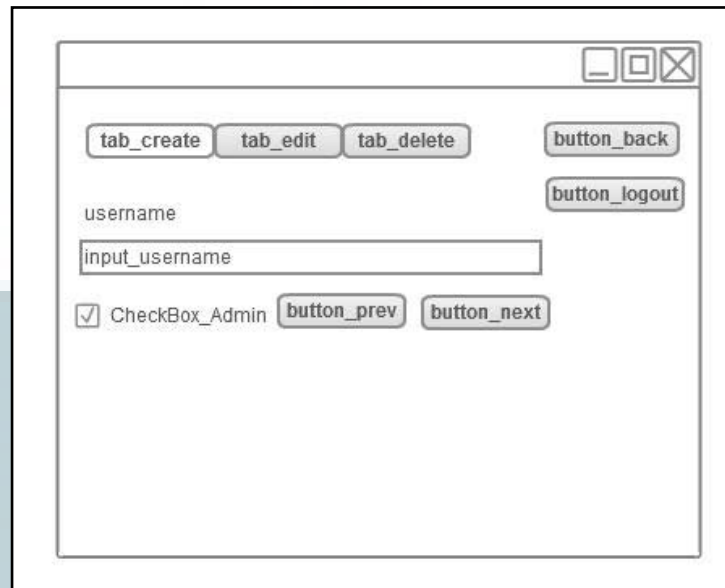 tab_create tab_edit tab_delete button_back
button_logout
username
input_username
CheckBox_Admin button_prev button_next